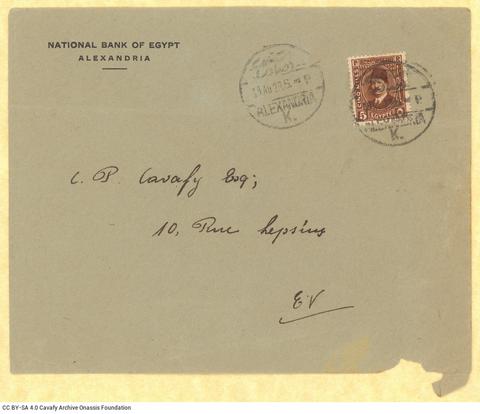 NATIONAL BANK OF EGYPT
ALEXANDRIA
ALEXANDRIA
K.
5
EGYPT
ALEXANDRIA
K.
C. P. Cavafy Esq;
10, Rue Lepsius
EV
CC BY-SA 4.0 Cavafy Archive Onassis Foundation